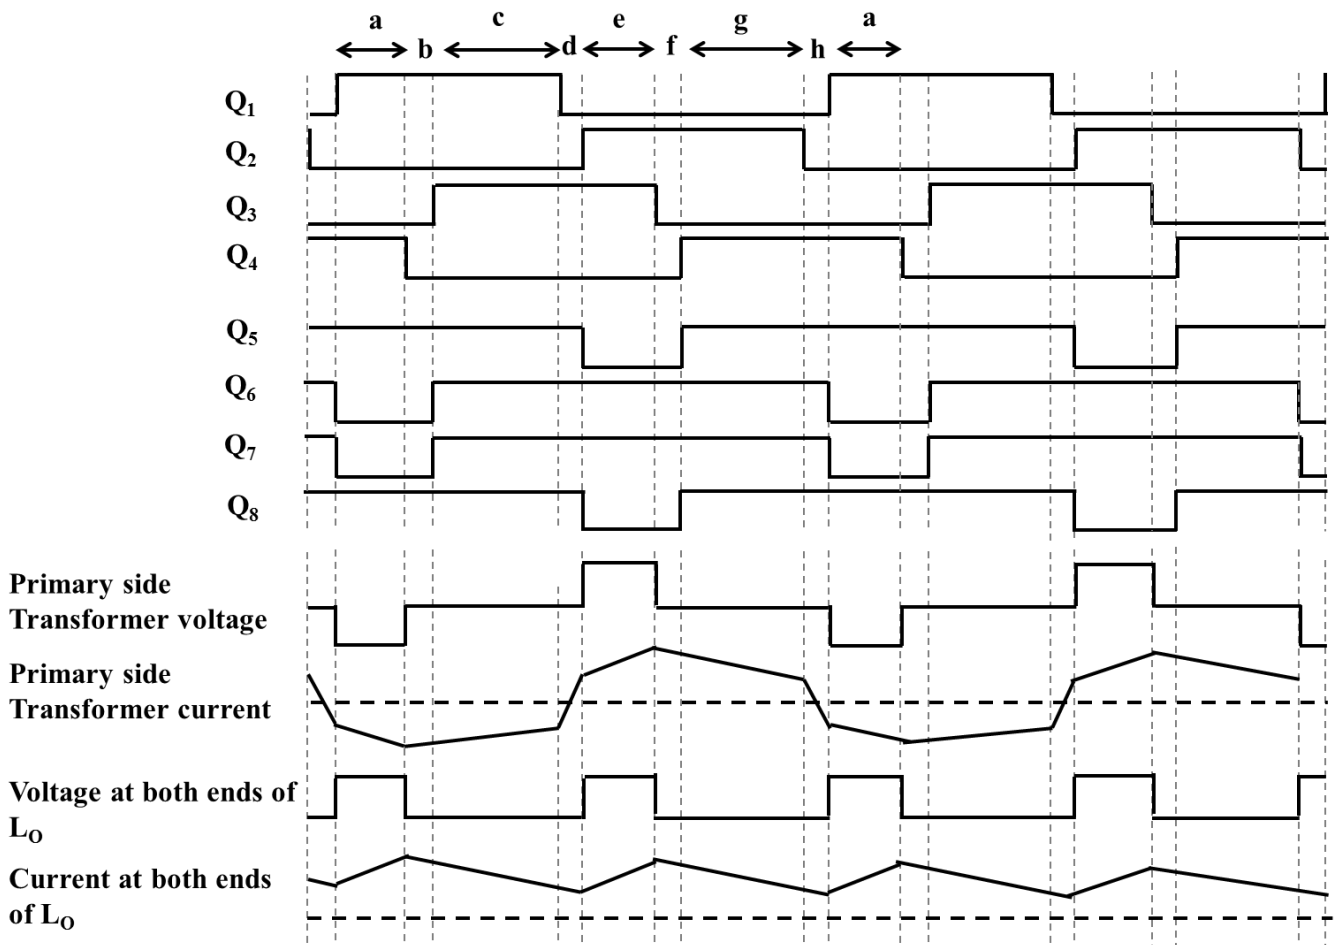 a b c d e f g h a
Q1
Q2
Q3
Q4
Q5
Q6
Q7
Q8
Primary side
Transformer voltage
Primary side
Transformer current
Voltage at both ends of
LO
Current at both ends
of LO